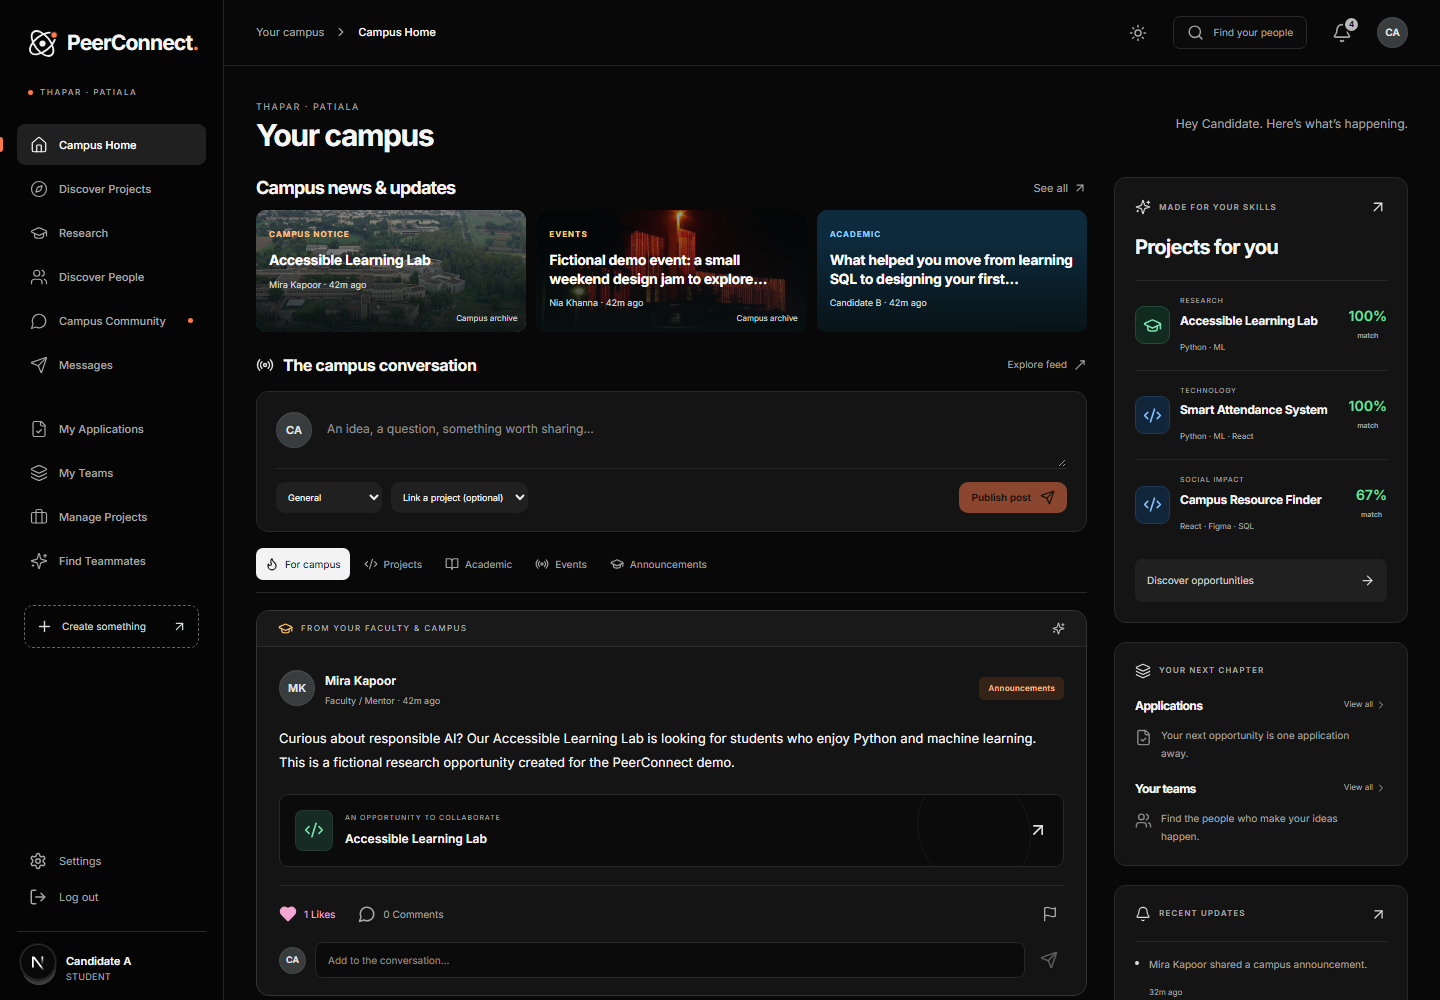 PeerConnect.
THAPAR · PATIALA
Campus Home
Discover Projects
Research
Discover People
Campus Community
Messages
My Applications
My Teams
Manage Projects
Find Teammates
Create something
Settings
Log out
N
Candidate A
STUDENT
Your campus > Campus Home
Find your people
4
CA
THAPAR · PATIALA
Your campus
Hey Candidate. Here's what's happening.
Campus news & updates
See all
CAMPUS NOTICE
Accessible Learning Lab
Mira Kapoor · 42m ago
Campus archive
EVENTS
Fictional demo event: a small
weekend design jam to explore...
Nia Khanna · 42m ago
Campus archive
ACADEMIC
What helped you move from learning
SQL to designing your first...
Candidate B · 42m ago
The campus conversation
Explore feed
CA
An idea, a question, something worth sharing...
General
Link a project (optional)
Publish post
For campus
Projects
Academic
Events
Announcements
FROM YOUR FACULTY & CAMPUS
MK
Mira Kapoor
Faculty / Mentor · 42m ago
Announcements
Curious about responsible AI? Our Accessible Learning Lab is looking for students who enjoy Python and machine learning.
This is a fictional research opportunity created for the PeerConnect demo.
AN OPPORTUNITY TO COLLABORATE
Accessible Learning Lab
1 Likes
0 Comments
CA
Add to the conversation...
MADE FOR YOUR SKILLS
Projects for you
RESEARCH
Accessible Learning Lab
Python · ML
100%
match
TECHNOLOGY
Smart Attendance System
Python · ML · React
100%
match
SOCIAL IMPACT
Campus Resource Finder
React · Figma · SQL
67%
match
Discover opportunities
YOUR NEXT CHAPTER
Applications
View all
Your next opportunity is one application
away.
Your teams
View all
Find the people who make your ideas
happen.
RECENT UPDATES
Mira Kapoor shared a campus announcement.
32m ago